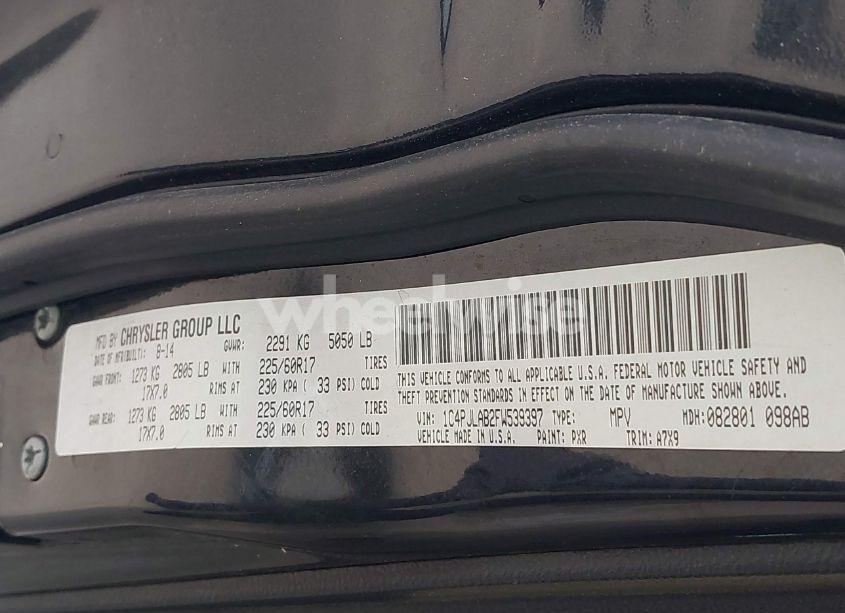 MFD BY CHRYSLER GROUP LLC
DATE OF MFR(BUILT): 8-14 GVWR: 2291 KG 5050 LB
GAWR FRONT: 1273 KG 2805 LB WITH 225/60R17 TIRES
17X7.0 RIMS AT 230 KPA ( 33 PSI) COLD
GAWR REAR: 1273 KG 2805 LB WITH 225/60R17 TIRES
17X7.0 RIMS AT 230 KPA ( 33 PSI) COLD
THIS VEHICLE CONFORMS TO ALL APPLICABLE U.S.A. FEDERAL MOTOR VEHICLE SAFETY AND
THEFT PREVENTION STANDARDS IN EFFECT ON THE DATE OF MANUFACTURE SHOWN ABOVE.
VIN: 1C4PJLAB2FW539397 TYPE: MPV MDH:082801 098AB
VEHICLE MADE IN U.S.A. PAINT: PXR TRIM: A7X9
wheelwise